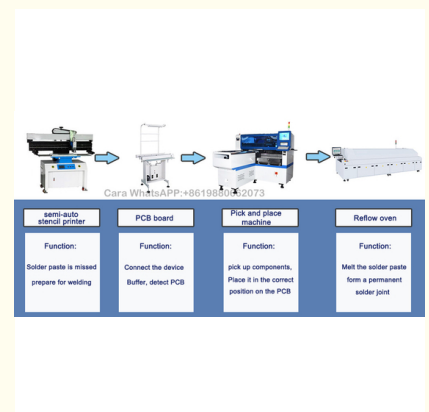 Cara WhatsAPP:+8619880862073
semi-auto
stencil printer
PCB board
Pick and place
machine
Reflow oven
Function:
Solder paste is missed
prepare for welding
Function:
Connect the device
Buffer, detect PCB
Function:
pick up components,
Place it in the correct
position on the PCB
Function:
Melt the solder paste
form a permanent
solder joint